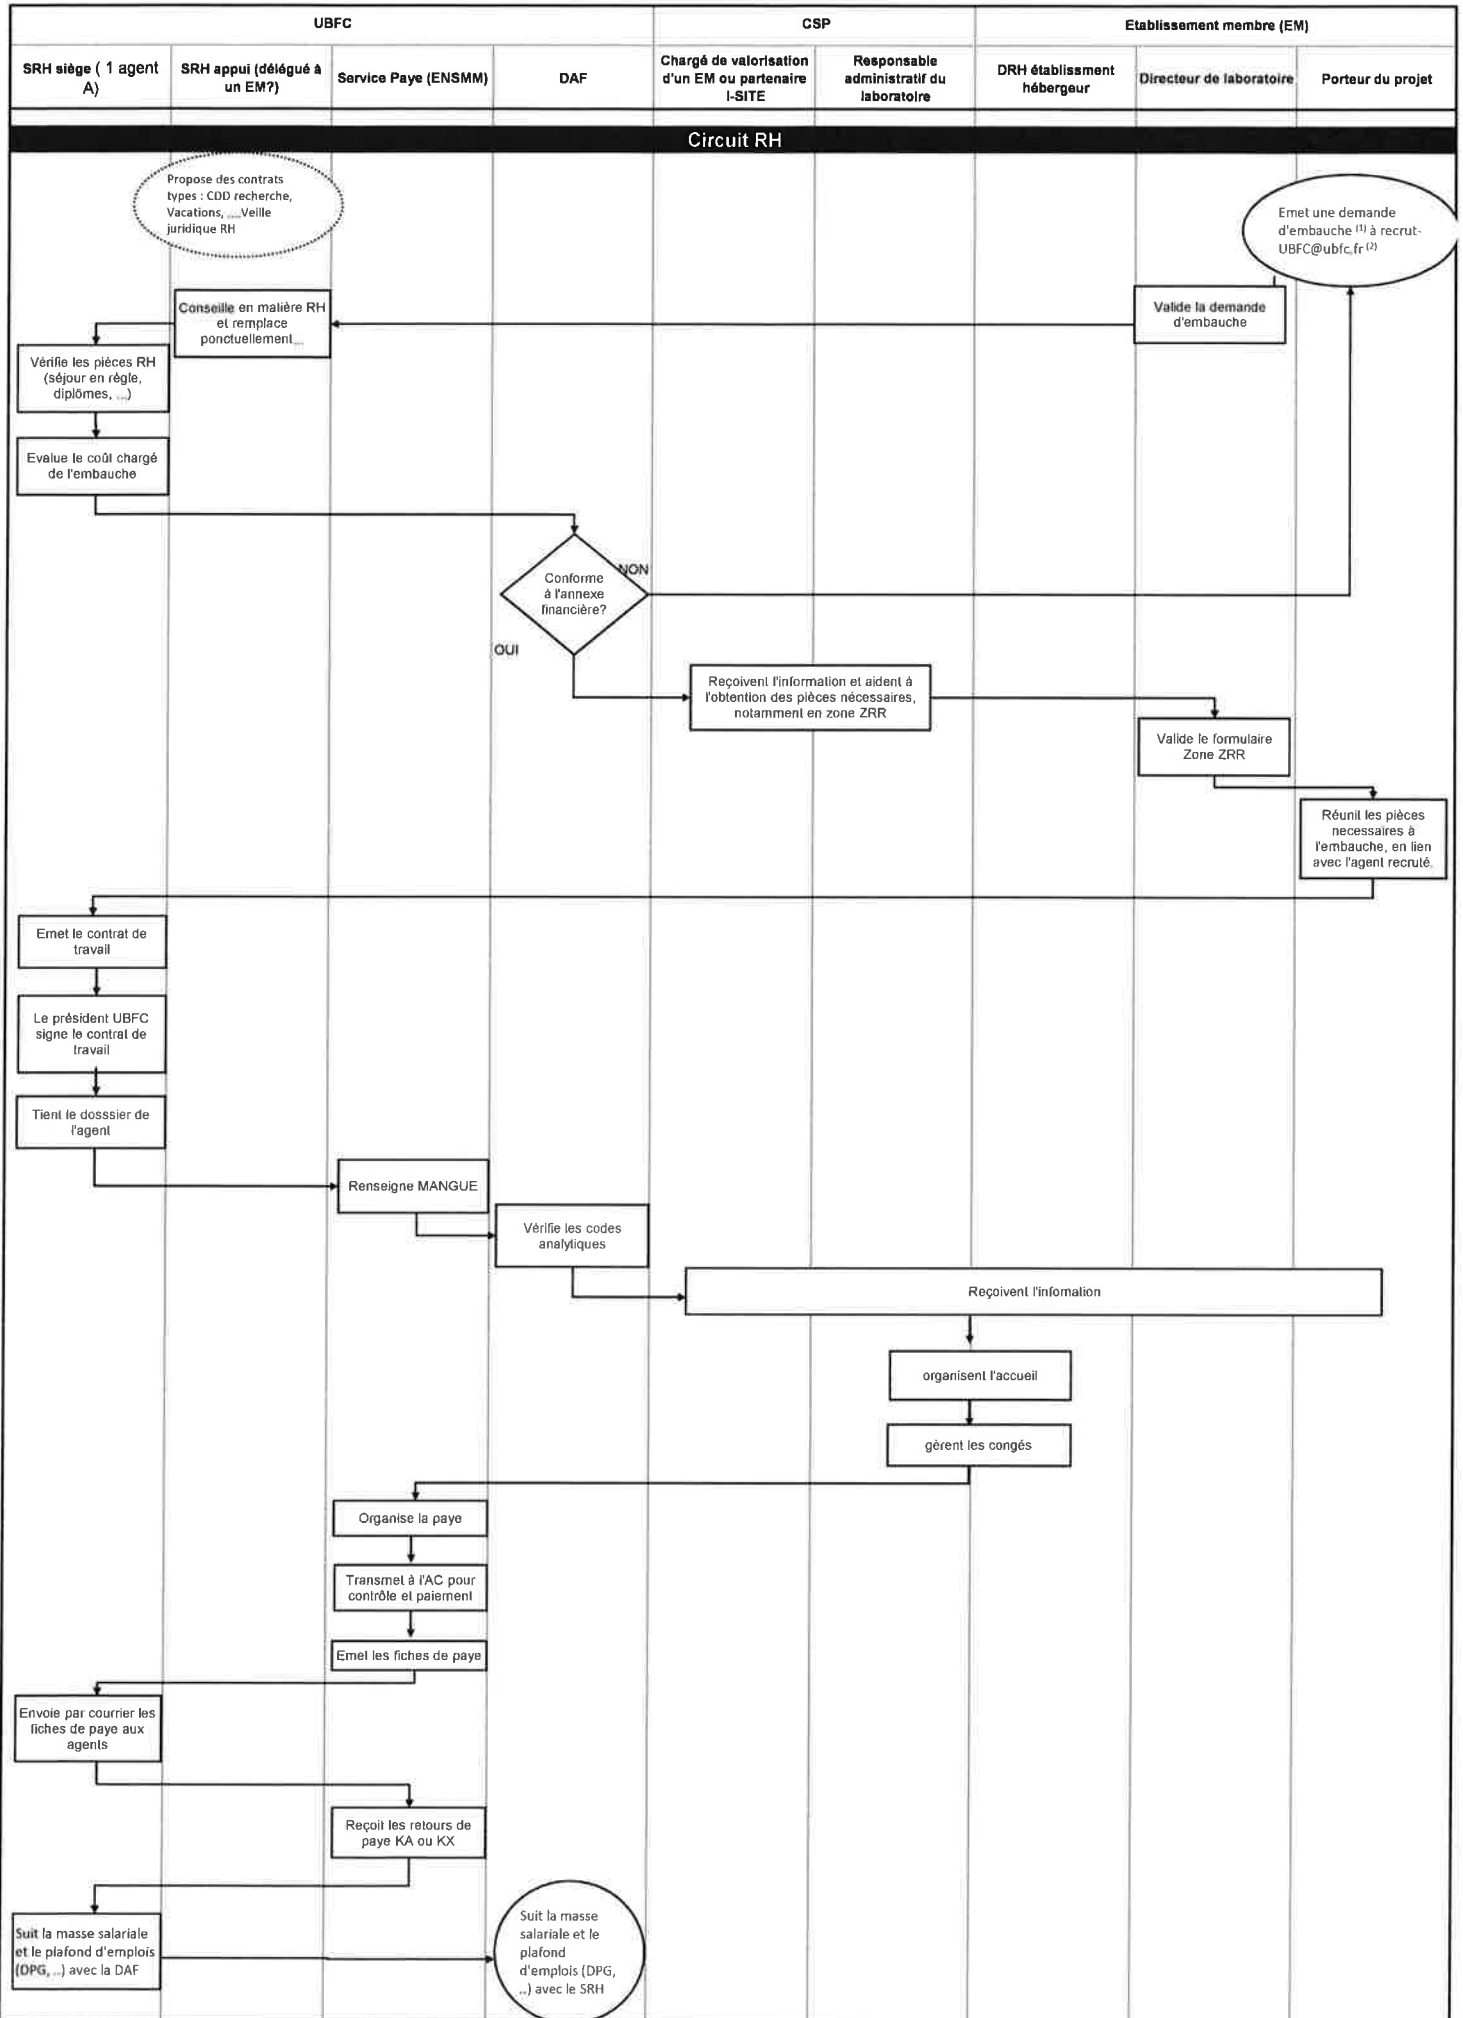 UBFC
CSP
Etablissement membre (EM)
SRH siège ( 1 agent
A)
SRH appui (délégué à
un EM?)
Service Paye (ENSMM)
DAF
Chargé de valorisation
d'un EM ou partenaire
I-SITE
Responsable
administratif du
laboratoire
DRH établissment
hébergeur
Directeur de laboratoire
Porteur du projet
Circuit RH
Propose des contrats
types : CDD recherche,
Vacations, ....Veille
juridique RH
Emet une demande
d'embauche (1) à recrut-
UBFC@ubfc.fr (2)
Conseille en matière RH
et remplace
ponctuellement...
Valide la demande
d'embauche
Vérifie les pièces RH
(séjour en règle,
diplômes, ...)
Evalue le coût chargé
de l'embauche
Conforme
à l'annexe
financière?
NON
OUI
Reçoivent l'information et aident à
l'obtention des pièces nécessaires,
notamment en zone ZRR
Valide le formulaire
Zone ZRR
Réunit les pièces
necessaires à
l'embauche, en lien
avec l'agent recruté.
Emet le contrat de
travail
Le président UBFC
signe le contrat de
travail
Tient le dosssier de
l'agent
Renseigne MANGUE
Vérifie les codes
analytiques
Reçoivent l'infomation
organisent l'accueil
gèrent les congés
Organise la paye
Transmet à l'AC pour
contrôle et paiement
Emet les fiches de paye
Envoie par courrier les
fiches de paye aux
agents
Reçoit les retours de
paye KA ou KX
Suit la masse salariale
et le plafond d'emplois
(DPG, ..) avec la DAF
Suit la masse
salariale et le
plafond
d'emplois (DPG,
..) avec le SRH